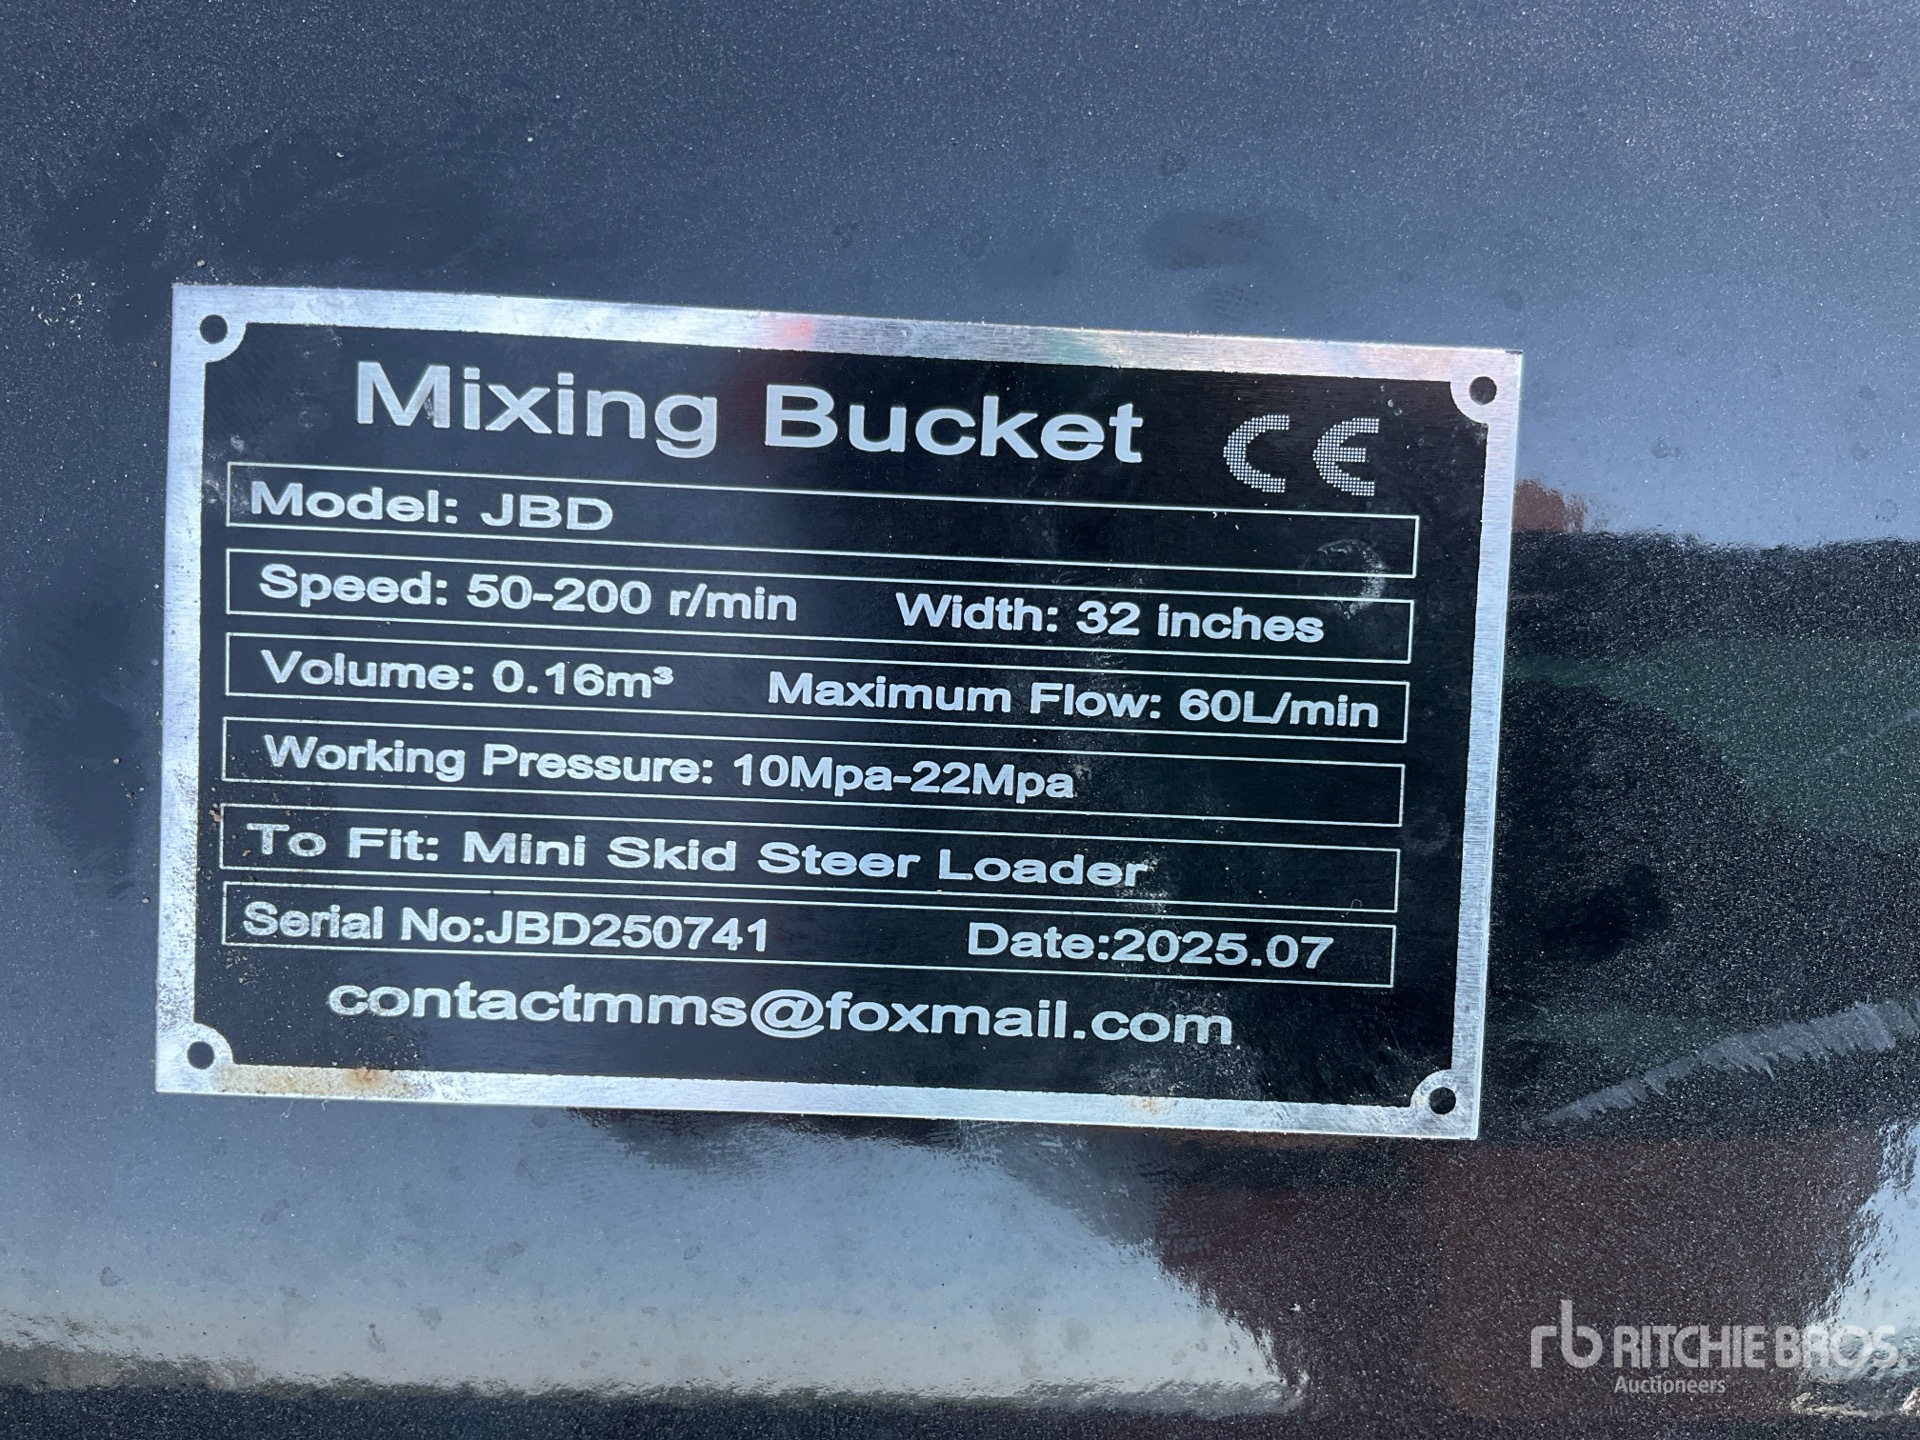 Mixing Bucket CE
Model: JBD
Speed: 50-200 r/min Width: 32 inches
Volume: 0.16m³ Maximum Flow: 60L/min
Working Pressure: 10Mpa-22Mpa
To Fit: Mini Skid Steer Loader
Serial No:JBD250741 Date:2025.07
contactmms@foxmail.com
rb RITCHIE BROS.
Auctioneers